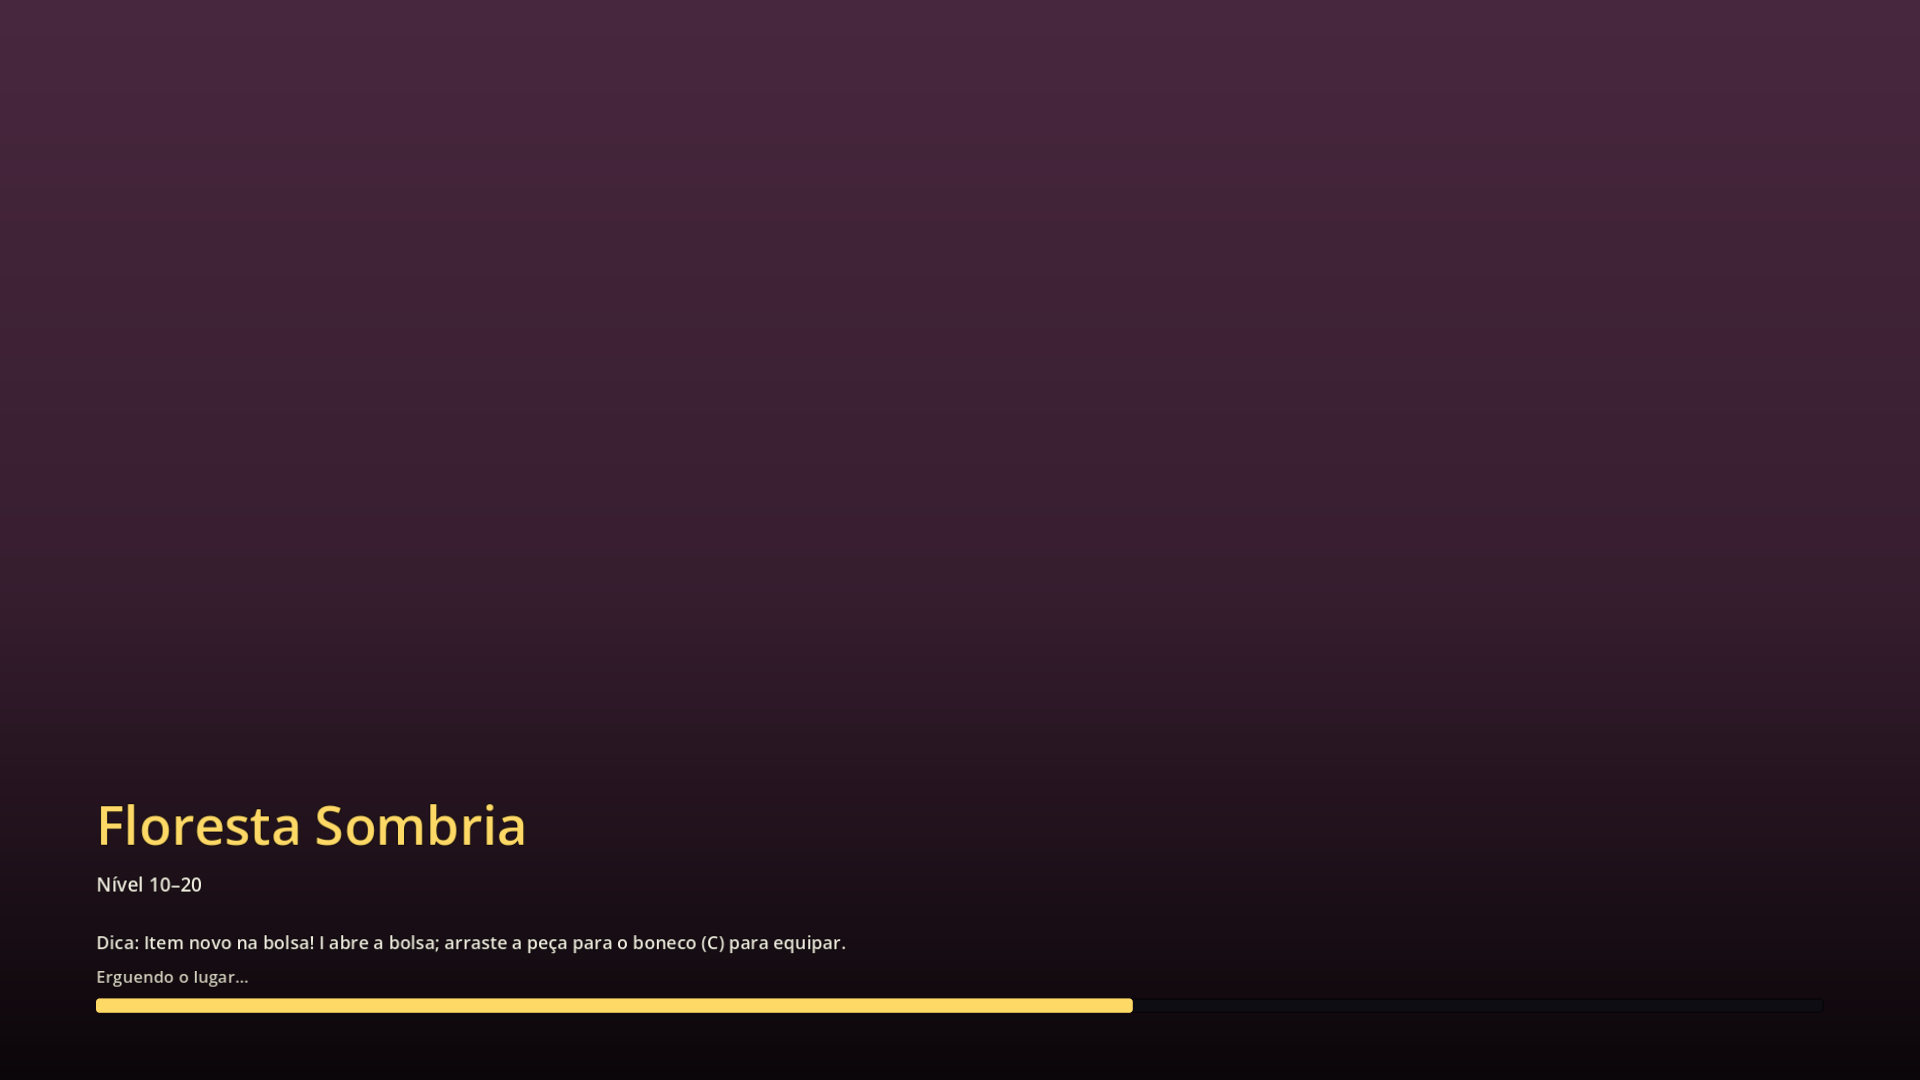 Floresta Sombria
Nível 10–20
Dica: Item novo na bolsa! I abre a bolsa; arraste a peça para o boneco (C) para equipar.
Erguendo o lugar...